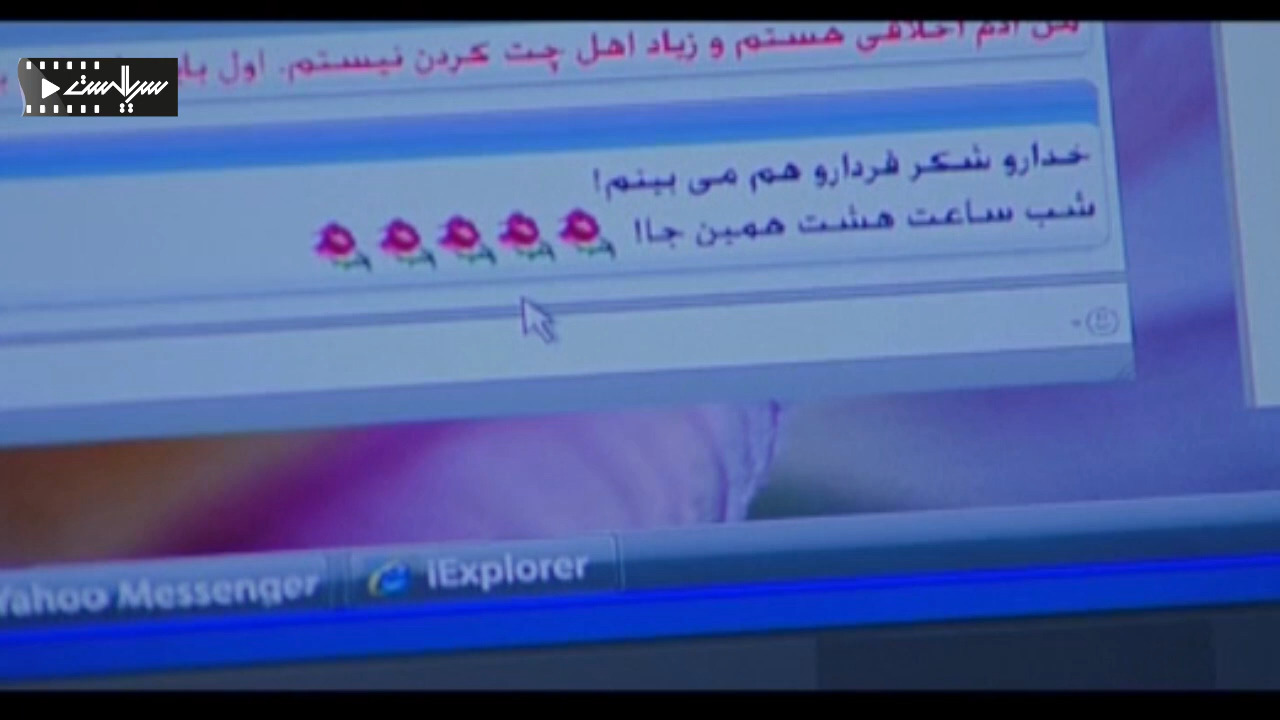 من آدم اخلاقی هستم و زیاد اهل چت کردن نیستم. اول
سریالست
خدارو شکر فردارو هم می بینم!
شب ساعت هشت همین جا!
Yahoo Messenger
iExplorer